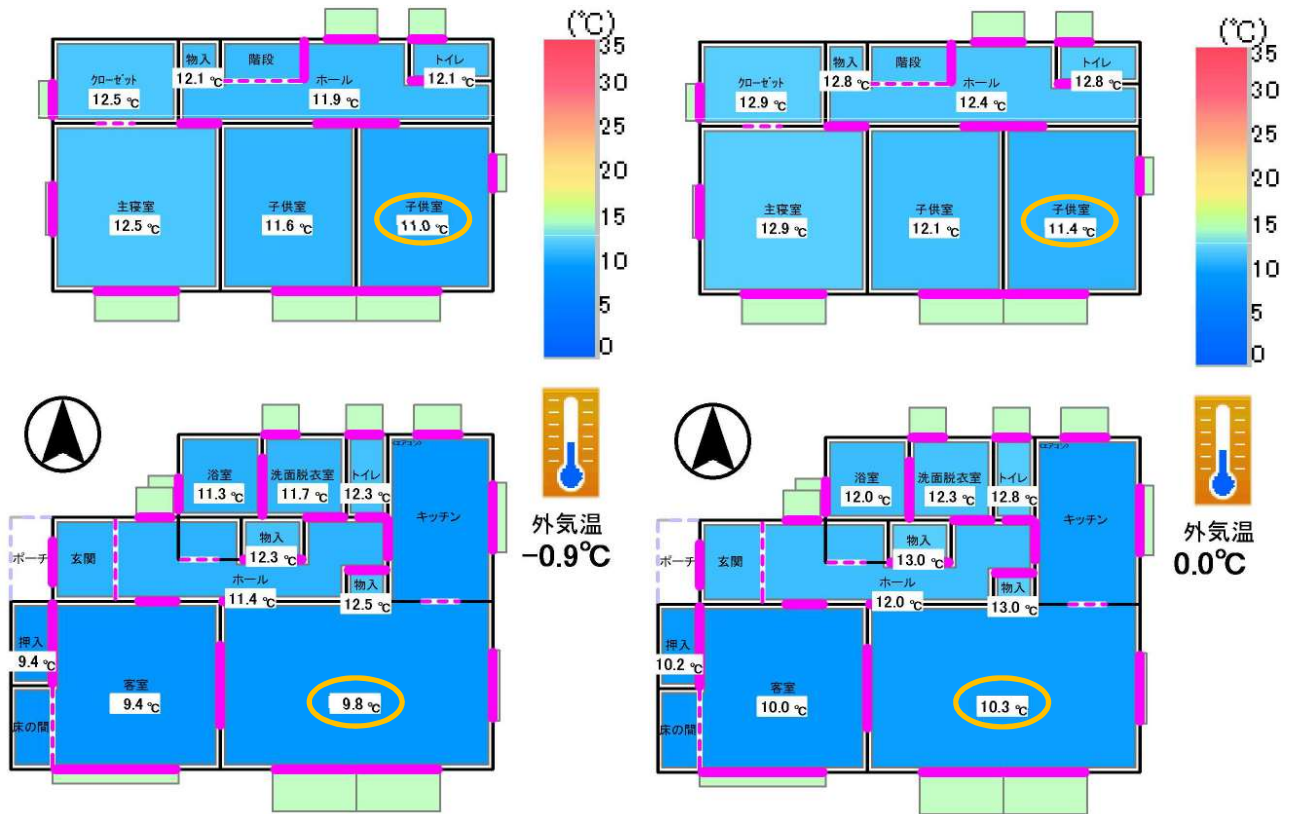 (℃)
35
30
25
20
15
10
5
0
物入
12.1 ℃
階段
トイレ
12.1 ℃
クローゼット
12.5 ℃
ホール
11.9 ℃
主寝室
12.5 ℃
子供室
11.6 ℃
子供室
11.0 ℃
浴室
11.3 ℃
洗面脱衣室
11.7 ℃
トイレ
12.3 ℃
キッチン
ポーチ
玄関
物入
12.3 ℃
ホール
11.4 ℃
物入
12.5 ℃
押入
9.4 ℃
客室
9.4 ℃
9.8 ℃
床の間
外気温
-0.9℃
(℃)
35
30
25
20
15
10
5
0
物入
12.8 ℃
階段
トイレ
12.8 ℃
クローゼット
12.9 ℃
ホール
12.4 ℃
主寝室
12.9 ℃
子供室
12.1 ℃
子供室
11.4 ℃
浴室
12.0 ℃
洗面脱衣室
12.3 ℃
トイレ
12.8 ℃
キッチン
ポーチ
玄関
物入
13.0 ℃
ホール
12.0 ℃
物入
13.0 ℃
押入
10.2 ℃
客室
10.0 ℃
10.3 ℃
床の間
外気温
0.0℃